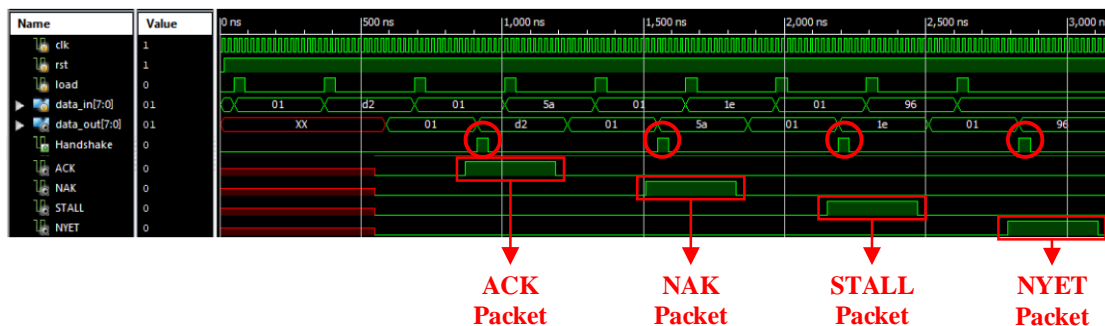 Name Value 0 ns 500 ns 1,000 ns 1,500 ns 2,000 ns 2,500 ns 3,000 n
clk 1
rst 1
load 0
data_in[7:0] 01 01 d2 01 5a 01 1e 01 96
data_out[7:0] 01 XX 01 d2 01 5a 01 1e 01 96
Handshake 0
ACK 0
NAK 0
STALL 0
NYET 0
ACK NAK STALL NYET
Packet Packet Packet Packet